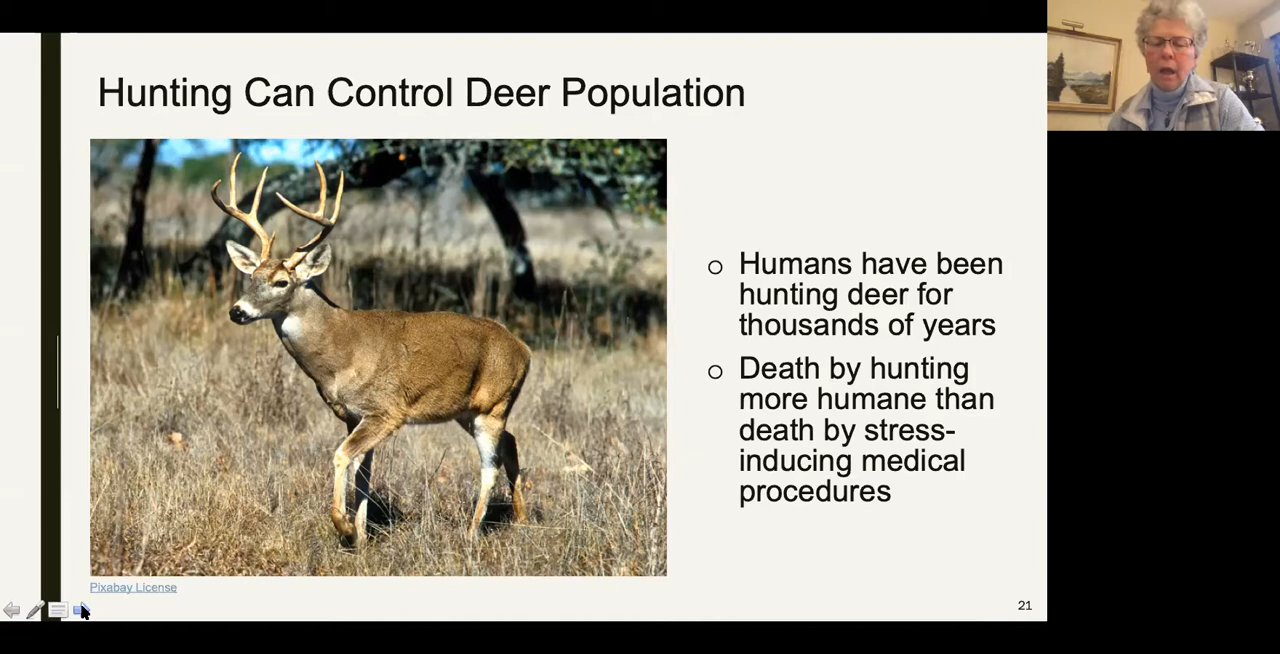 Hunting Can Control Deer Population
o Humans have been
hunting deer for
thousands of years
o Death by hunting
more humane than
death by stress-
inducing medical
procedures
Pixabay License
21